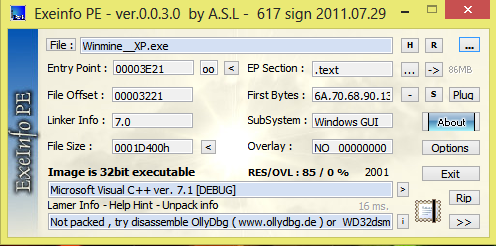 Exeinfo PE - ver.0.0.3.0 by A.S.L - 617 sign 2011.07.29
File : Winmine__XP.exe H R ...
Entry Point : 00003E21 oo < EP Section : .text ... -> 86MB
File Offset : 00003221 First Bytes : 6A.70.68.90.13 - S Plug
Linker Info : 7.0 SubSystem : Windows GUI About
File Size : 0001D400h < Overlay : NO 00000000 Options
Image is 32bit executable RES/OVL : 85 / 0 % 2001 Exit
Microsoft Visual C++ ver. 7.1 [DEBUG] >
Lamer Info - Help Hint - Unpack info 16 ms. Rip
Not packed , try disassemble OllyDbg ( www.ollydbg.de ) or WD32dsm i >>
ExeInfo PE